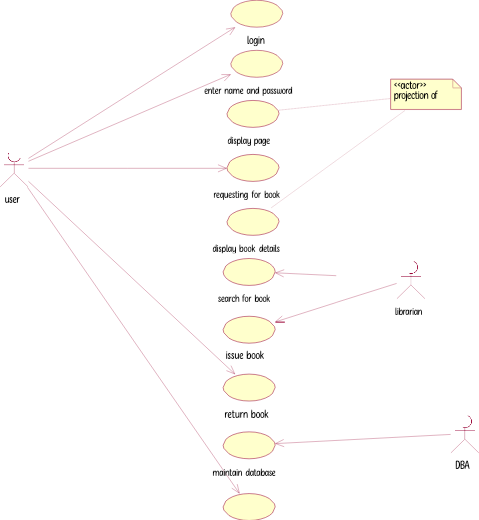 login
enter name and password
<<actor>>
projection of
display page
requesting for book
user
display book details
search for book
librarian
issue book
return book
maintain database
DBA